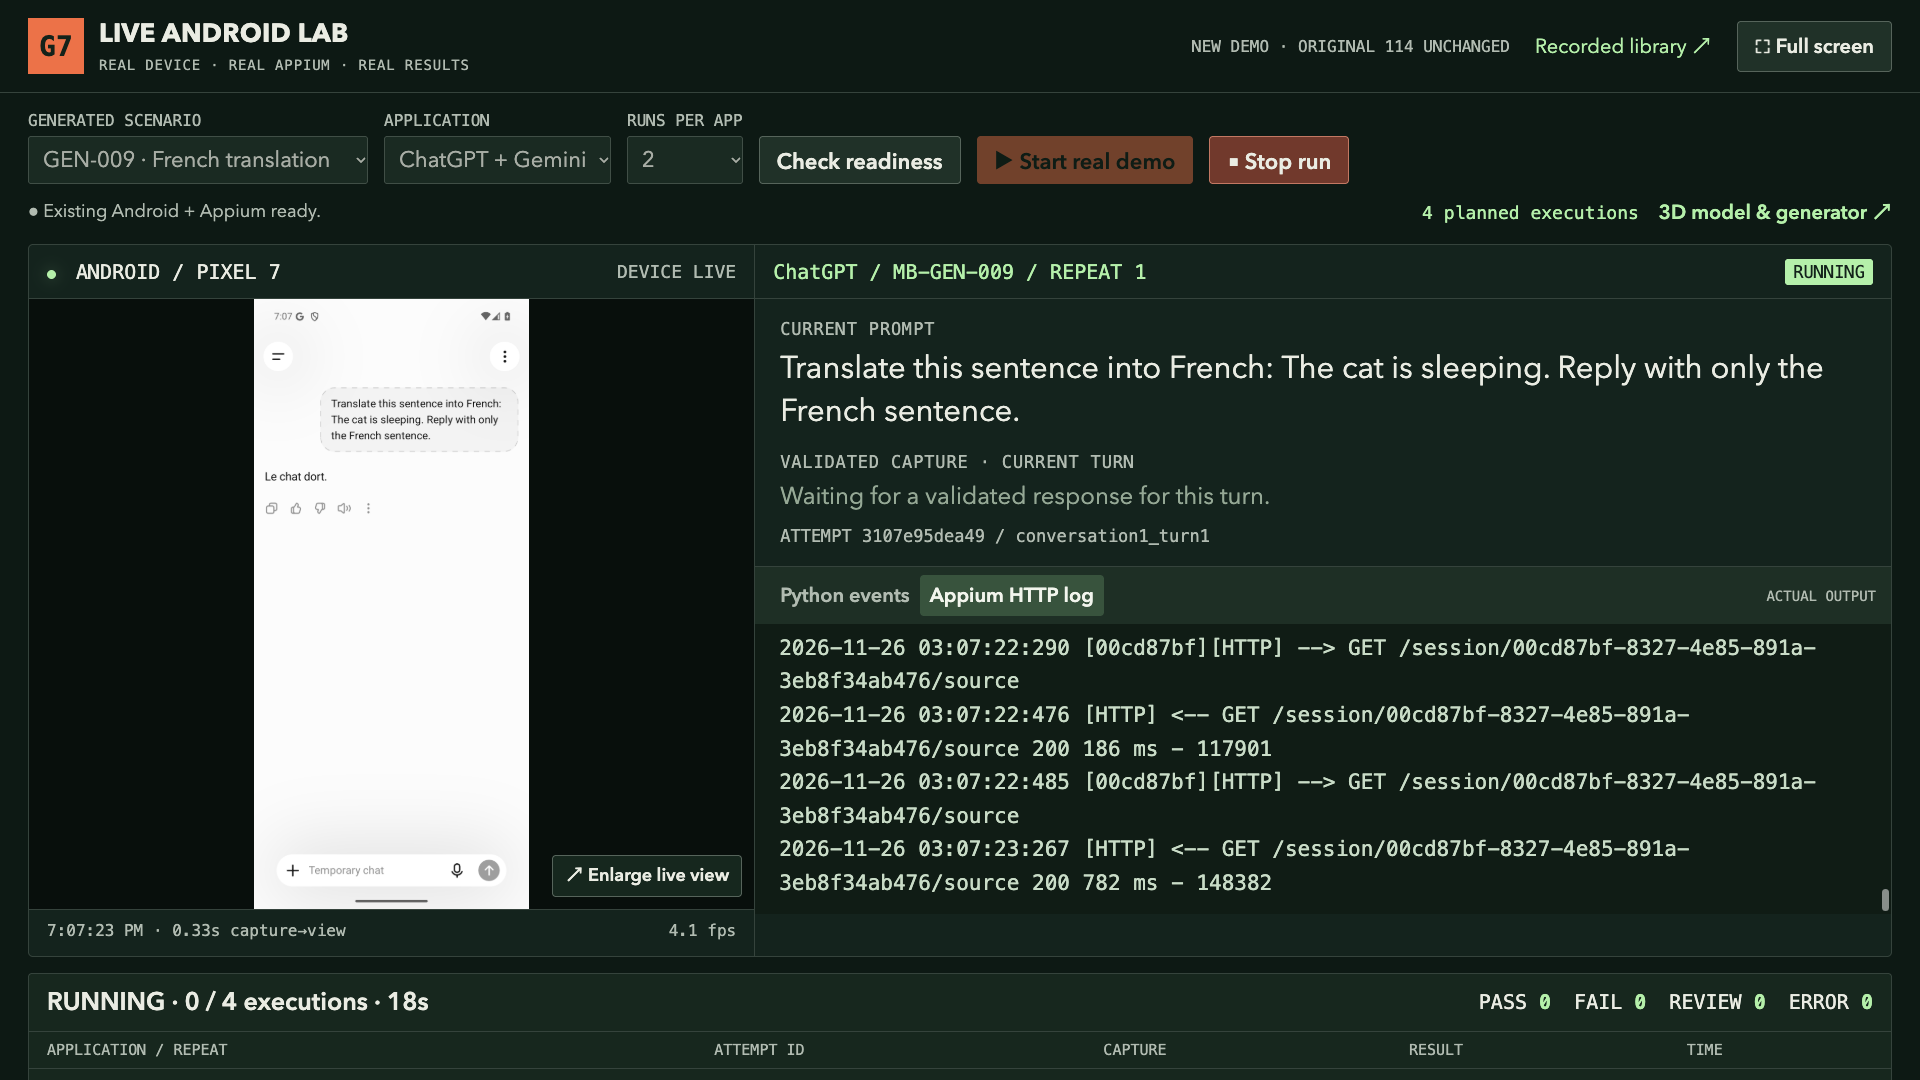 G7
LIVE ANDROID LAB
REAL DEVICE · REAL APPIUM · REAL RESULTS
NEW DEMO · ORIGINAL 114 UNCHANGED
Recorded library ↗
Full screen
GENERATED SCENARIO
APPLICATION
RUNS PER APP
GEN-009 · French translation
ChatGPT + Gemini
2
Check readiness
▶ Start real demo
■ Stop run
● Existing Android + Appium ready.
4 planned executions
3D model & generator ↗
ANDROID / PIXEL 7
DEVICE LIVE
7:07
Translate this sentence into French:
The cat is sleeping. Reply with only
the French sentence.
Le chat dort.
Temporary chat
↗ Enlarge live view
7:07:23 PM · 0.33s capture→view
4.1 fps
ChatGPT / MB-GEN-009 / REPEAT 1
RUNNING
CURRENT PROMPT
Translate this sentence into French: The cat is sleeping. Reply with only the
French sentence.
VALIDATED CAPTURE · CURRENT TURN
Waiting for a validated response for this turn.
ATTEMPT 3107e95dea49 / conversation1_turn1
Python events
Appium HTTP log
ACTUAL OUTPUT
2026-11-26 03:07:22:290 [00cd87bf][HTTP] --> GET /session/00cd87bf-8327-4e85-891a-
3eb8f34ab476/source
2026-11-26 03:07:22:476 [HTTP] <-- GET /session/00cd87bf-8327-4e85-891a-
3eb8f34ab476/source 200 186 ms - 117901
2026-11-26 03:07:22:485 [00cd87bf][HTTP] --> GET /session/00cd87bf-8327-4e85-891a-
3eb8f34ab476/source
2026-11-26 03:07:23:267 [HTTP] <-- GET /session/00cd87bf-8327-4e85-891a-
3eb8f34ab476/source 200 782 ms - 148382
RUNNING · 0 / 4 executions · 18s
PASS 0 FAIL 0 REVIEW 0 ERROR 0
APPLICATION / REPEAT
ATTEMPT ID
CAPTURE
RESULT
TIME